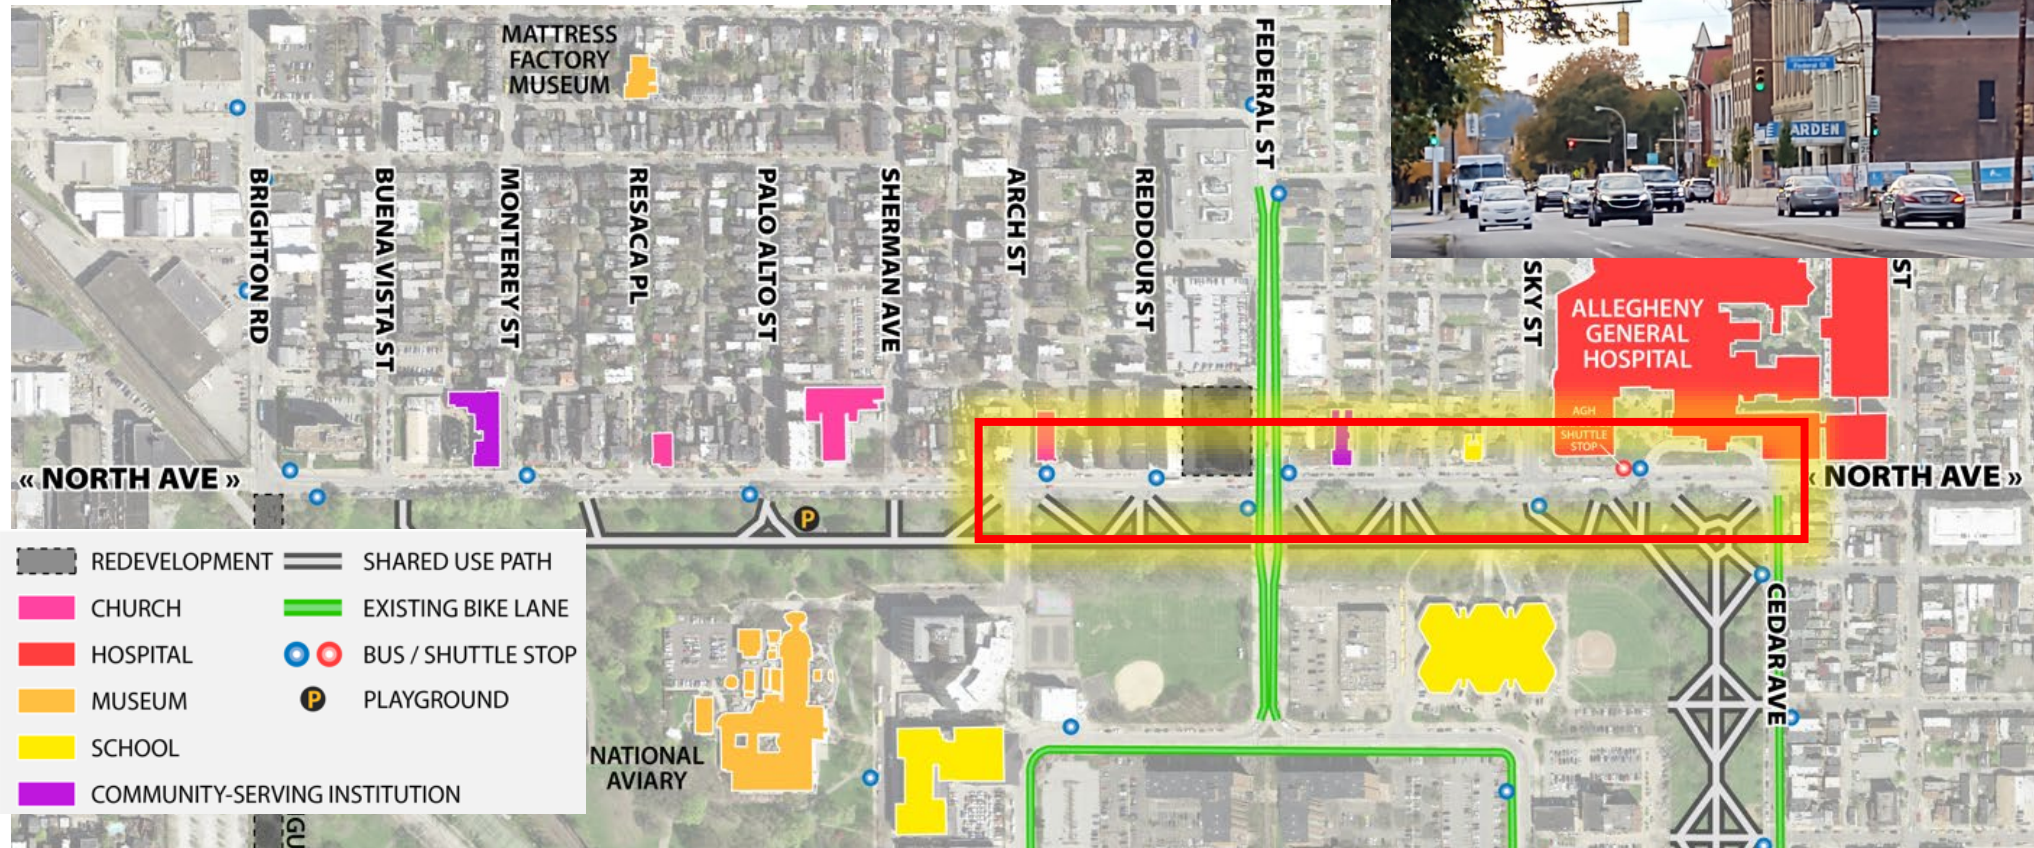 MATTRESS
FACTORY
MUSEUM
FEDERAL ST
Federal St
ARDEN
BRIGHTON RD
BUENA VISTA ST
MONTEREY ST
RESACA PL
PALO ALTO ST
SHERMAN AVE
ARCH ST
REDDOUR ST
SKY ST
ST
ALLEGHENY
GENERAL
HOSPITAL
AGH
SHUTTLE
STOP
« NORTH AVE »
« NORTH AVE »
P
REDEVELOPMENT
SHARED USE PATH
CHURCH
EXISTING BIKE LANE
HOSPITAL
BUS / SHUTTLE STOP
MUSEUM
P
PLAYGROUND
SCHOOL
COMMUNITY-SERVING INSTITUTION
NATIONAL
AVIARY
CEDAR AVE
GU